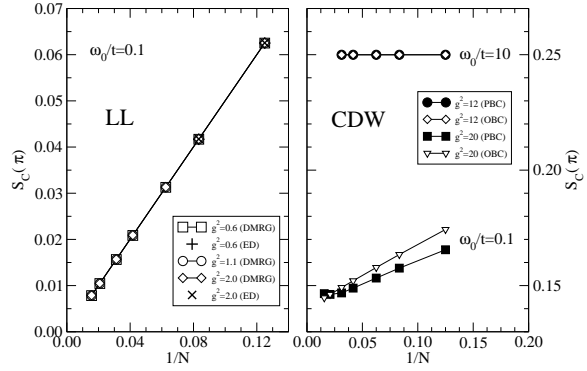 0.07
0.06
0.05
0.04
0.03
0.02
0.01
0.00
S_C(π)
ω₀/t=0.1
LL
g²=0.6 (DMRG)
g²=0.6 (ED)
g²=1.1 (DMRG)
g²=2.0 (DMRG)
g²=2.0 (ED)
0.00 0.04 0.08 0.12
1/N
ω₀/t=10
CDW
g²=12 (PBC)
g²=12 (OBC)
g²=20 (PBC)
g²=20 (OBC)
ω₀/t=0.1
0.25
0.20
0.15
S_C(π)
0.00 0.05 0.10 0.15 0.20
1/N